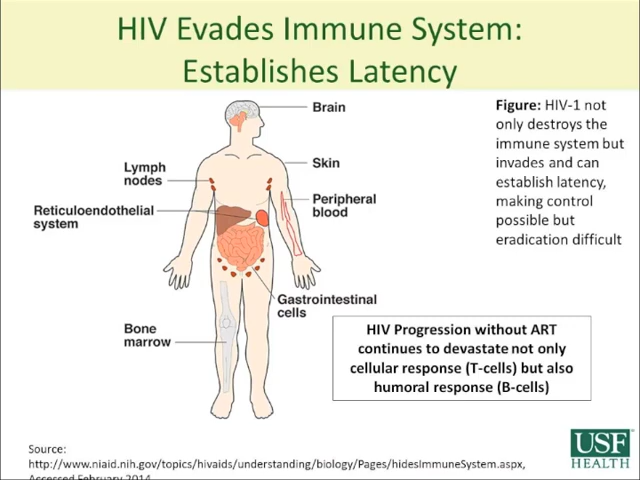 HIV Evades Immune System:
Establishes Latency
Brain
Skin
Lymph
nodes
Peripheral
blood
Reticuloendothelial
system
Gastrointestinal
cells
Bone
marrow
Figure: HIV-1 not
only destroys the
immune system but
invades and can
establish latency,
making control
possible but
eradication difficult
HIV Progression without ART
continues to devastate not only
cellular response (T-cells) but also
humoral response (B-cells)
Source:
http://www.niaid.nih.gov/topics/hivaids/understanding/biology/Pages/hidesImmuneSystem.aspx,
Accessed February 2014
USF
HEALTH